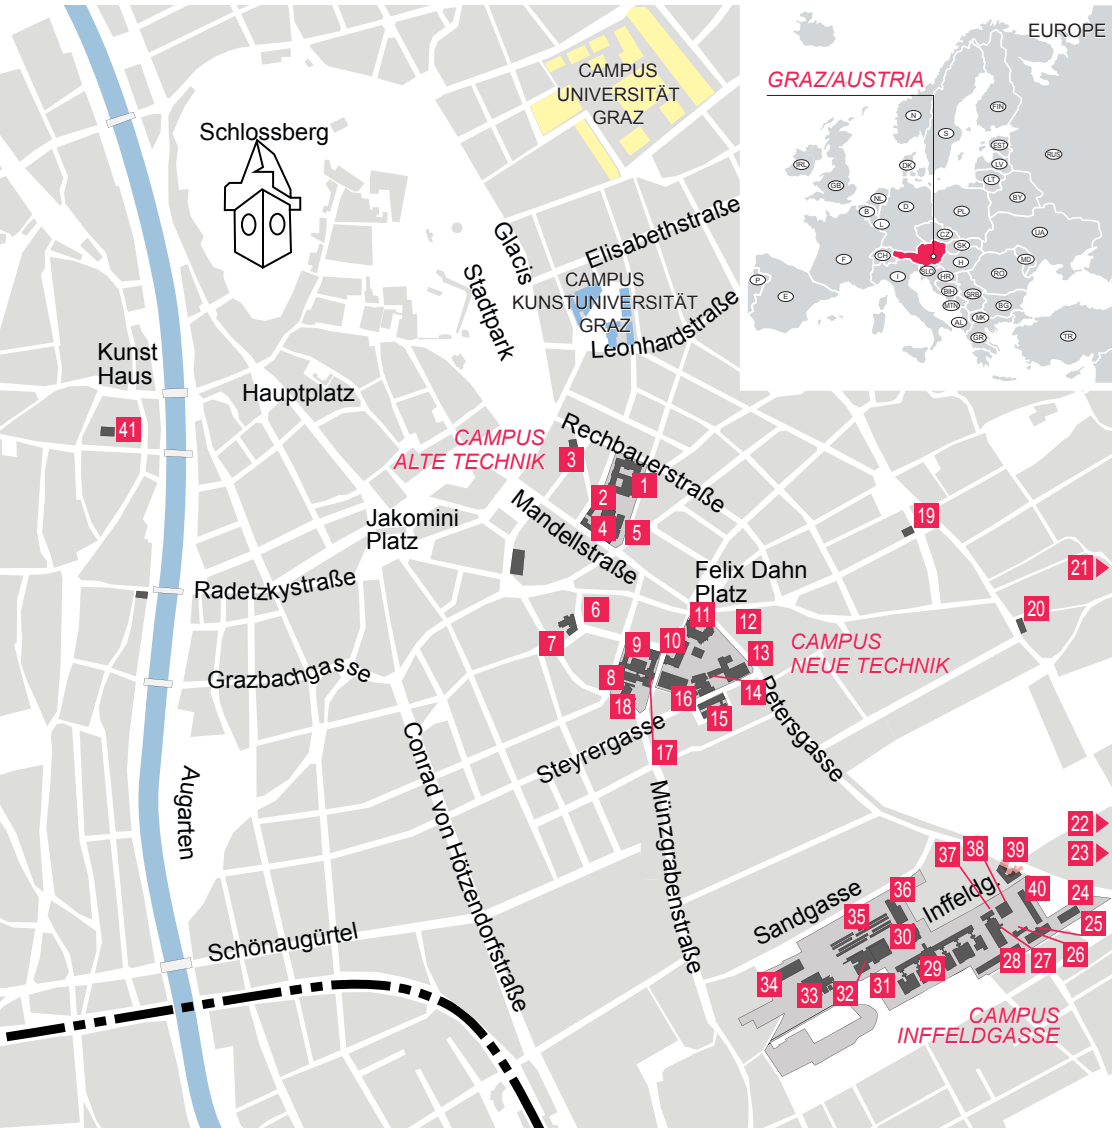 EUROPE
GRAZ/AUSTRIA
N
FIN
S
EST
RUS
IRL
DK
LV
LT
GB
NL
BY
B
D
PL
L
CZ
UA
SK
CH
F
H
MD
I
SLO
HR
RO
P
E
BIH
SRB
MTN
BG
MK
AL
GR
TR
CAMPUS
UNIVERSITÄT
GRAZ
Schlossberg
Glacis
Elisabethstraße
Stadtpark
CAMPUS
KUNSTUNIVERSITÄT
GRAZ
Leonhardstraße
Kunst
Haus
Hauptplatz
41
CAMPUS
ALTE TECHNIK
Rechbauerstraße
3
1
2
4
5
Mandellstraße
Jakomini
Platz
19
21
Radetzkystraße
Felix Dahn
Platz
6
7
11
12
20
9
10
13
CAMPUS
NEUE TECHNIK
Grazbachgasse
8
18
16
14
15
17
Petersgasse
Steyrergasse
Conrad von Hötzendorfstraße
Münzgrabenstraße
Augarten
22
23
37
38
39
36
40
24
Sandgasse
Inffeldg.
35
30
25
Schönaugürtel
34
33
32
31
29
28
27
26
CAMPUS
INFFELDGASSE